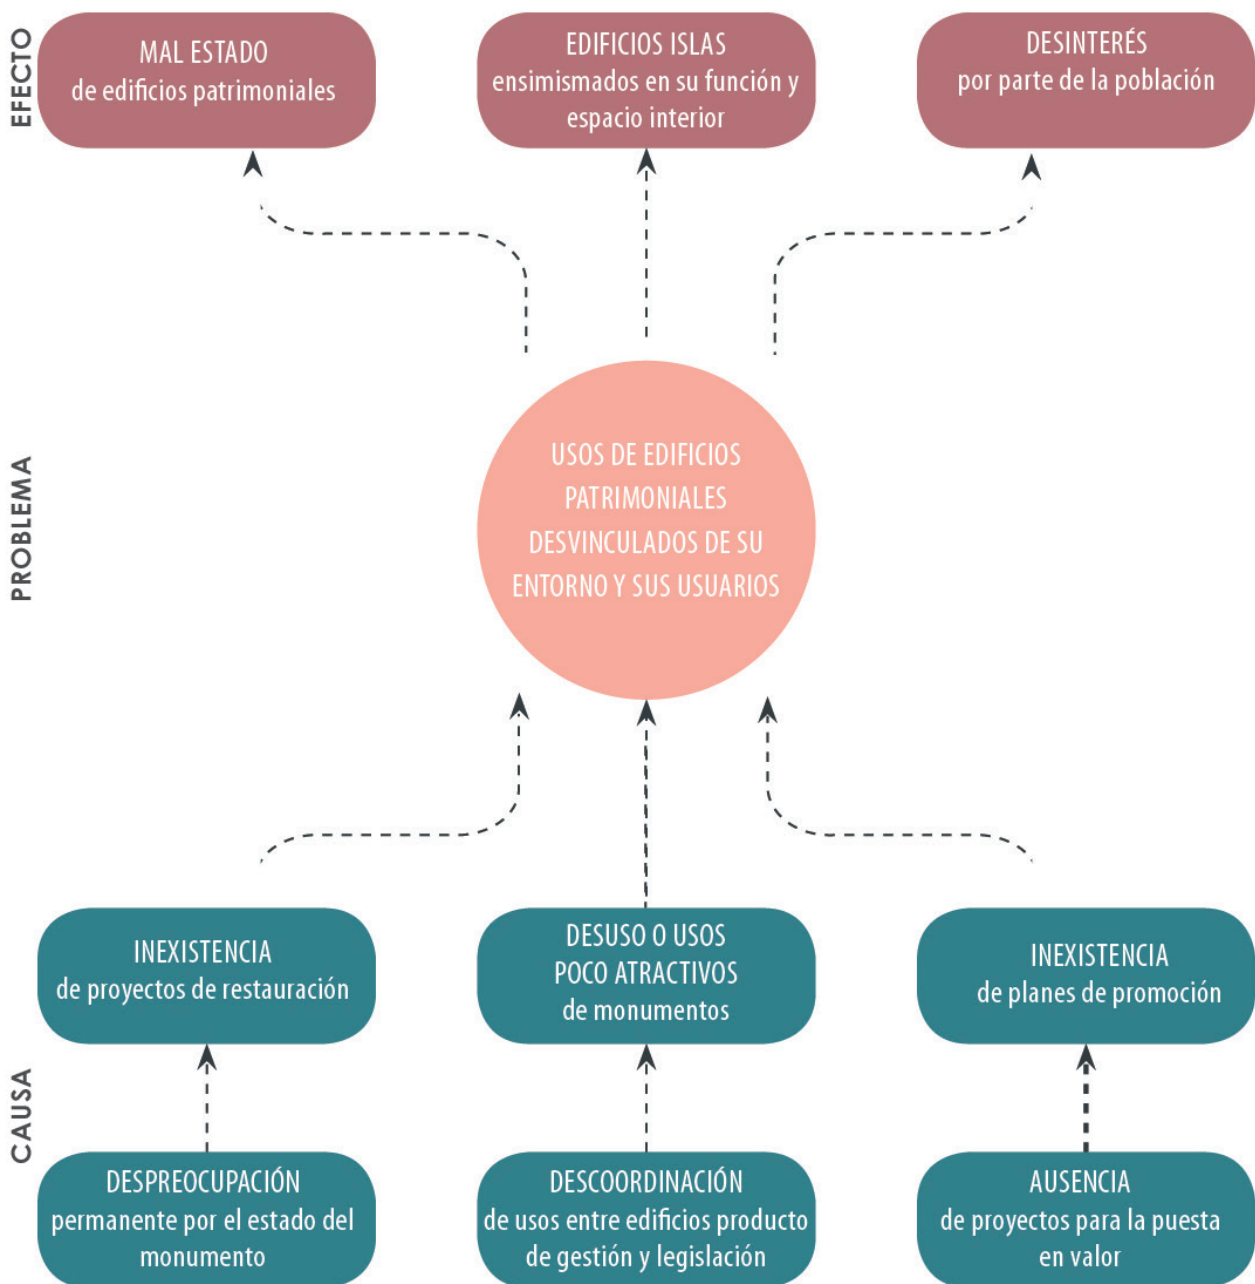 EFECTO
MAL ESTADO
de edificios patrimoniales
EDIFICIOS ISLAS
ensimismados en su función y
espacio interior
DESINTERÉS
por parte de la población
PROBLEMA
USOS DE EDIFICIOS
PATRIMONIALES
DESVINCULADOS DE SU
ENTORNO Y SUS USUARIOS
CAUSA
INEXISTENCIA
de proyectos de restauración
DESUSO O USOS
POCO ATRACTIVOS
de monumentos
INEXISTENCIA
de planes de promoción
DESPREOCUPACIÓN
permanente por el estado del
monumento
DESCOORDINACIÓN
de usos entre edificios producto
de gestión y legislación
AUSENCIA
de proyectos para la puesta
en valor